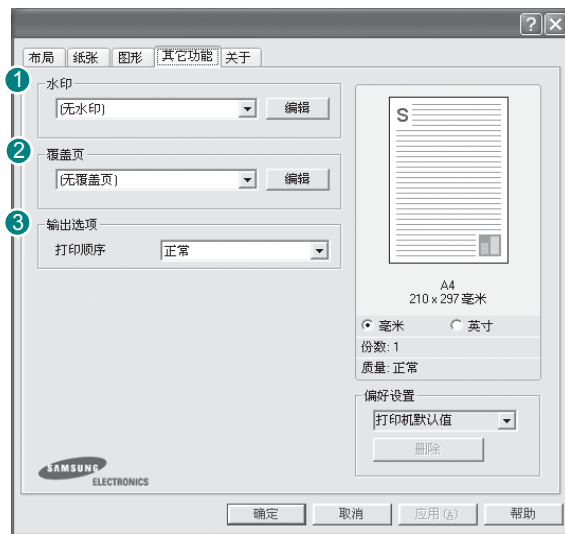 布局 纸张 图形 其它功能 关于
1 水印
(无水印) 编辑
2 覆盖页
(无覆盖页) 编辑
3 输出选项
打印顺序 正常
S
A4
210 x 297 毫米
毫米 英寸
份数: 1
质量: 正常
偏好设置
打印机默认值
删除
SAMSUNG
ELECTRONICS
确定 取消 应用(A) 帮助